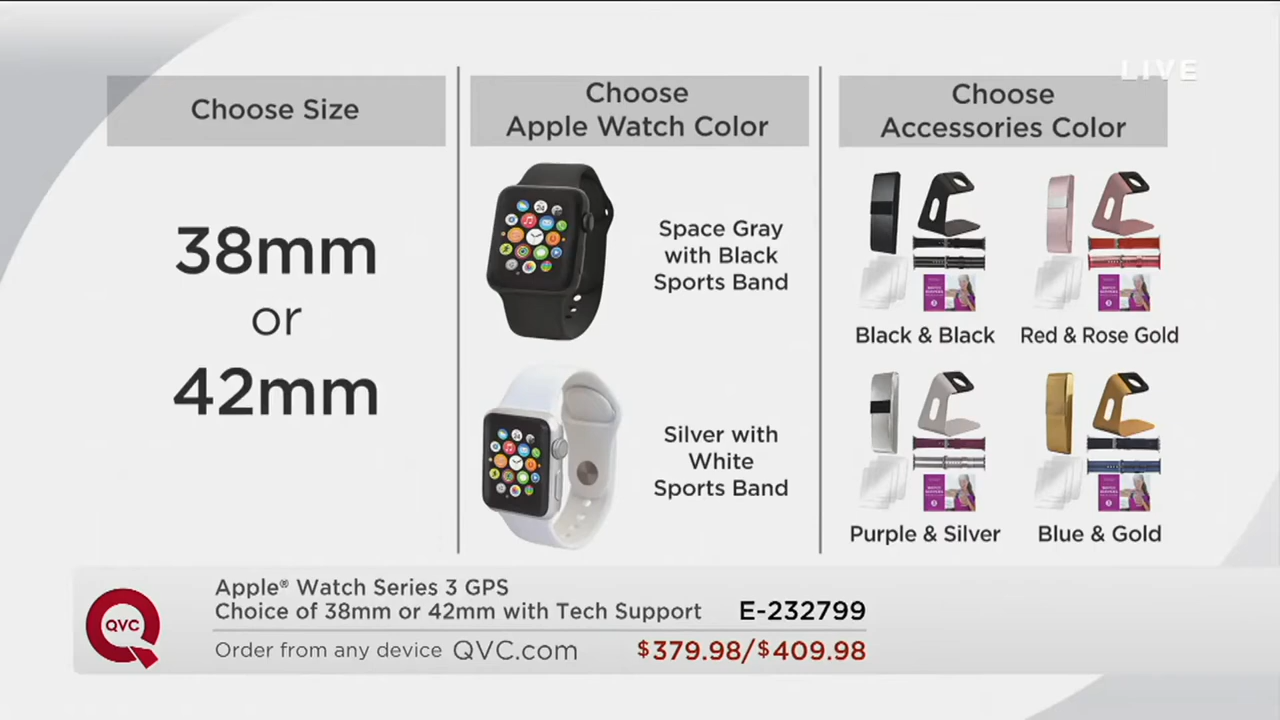 LIVE
Choose Size
38mm
or
42mm
Choose
Apple Watch Color
Space Gray
with Black
Sports Band
Silver with
White
Sports Band
Choose
Accessories Color
Black & Black
Red & Rose Gold
Purple & Silver
Blue & Gold
QVC
Apple® Watch Series 3 GPS
Choice of 38mm or 42mm with Tech Support E-232799
Order from any device QVC.com $379.98/$409.98